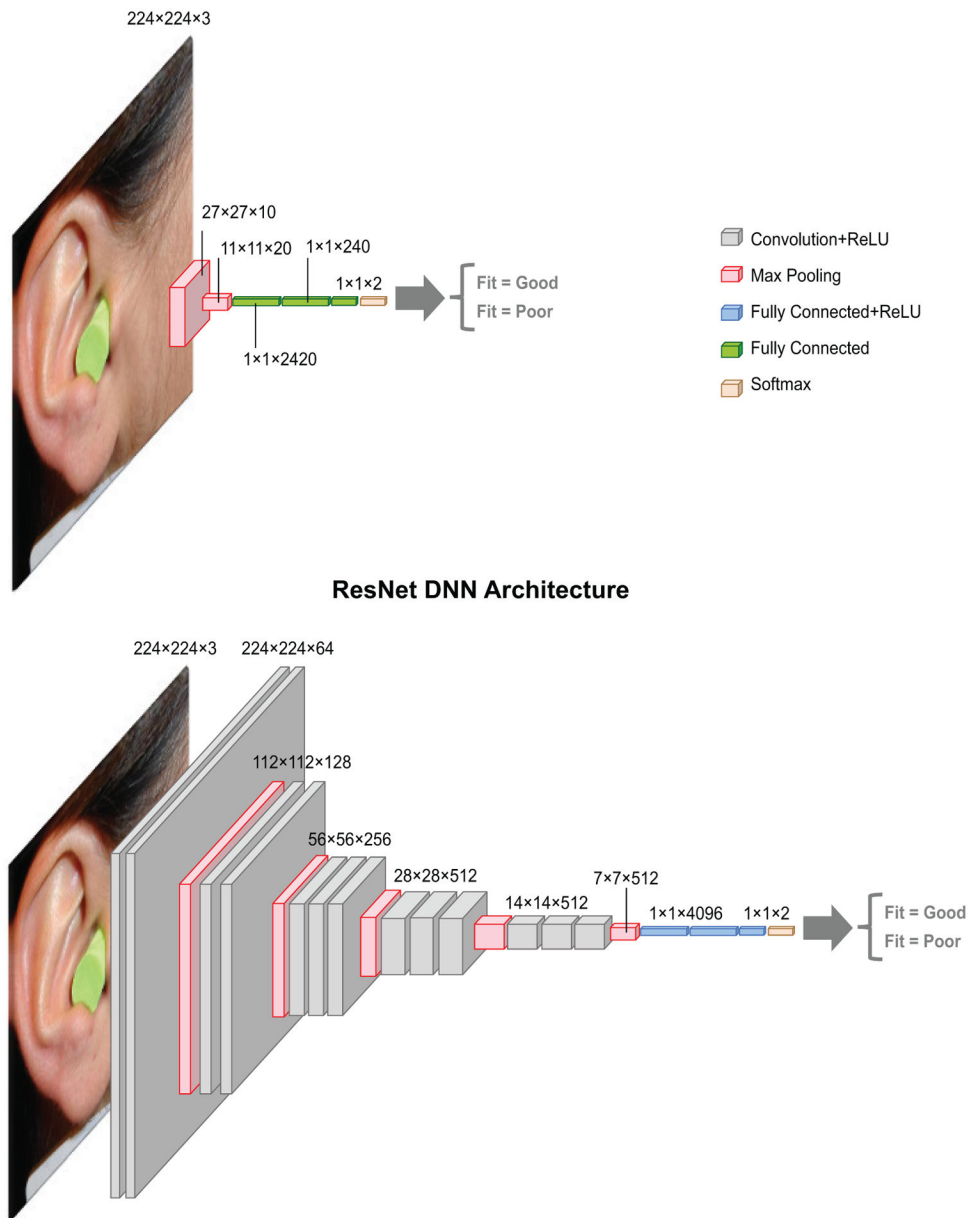 224×224×3
27×27×10
11×11×20
1×1×240
1×1×2
1×1×2420
Fit = Good
Fit = Poor
Convolution+ReLU
Max Pooling
Fully Connected+ReLU
Fully Connected
Softmax
ResNet DNN Architecture
224×224×3
224×224×64
112×112×128
56×56×256
28×28×512
14×14×512
7×7×512
1×1×4096
1×1×2
Fit = Good
Fit = Poor